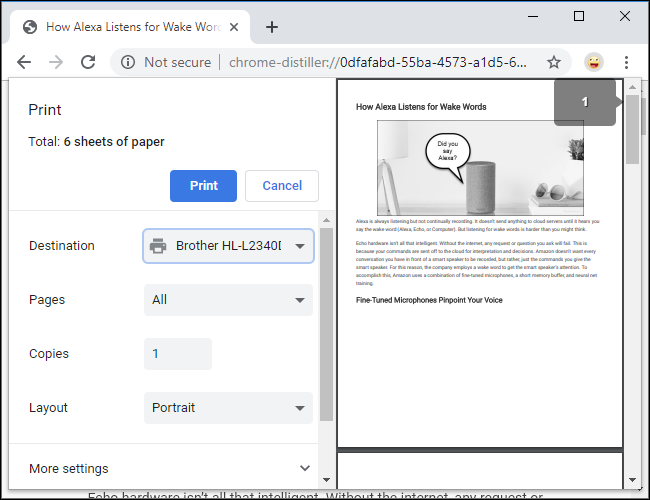 How Alexa Listens for Wake Word
Not secure
chrome-distiller://0dfafabd-55ba-4573-a1d5-6...
Print
Total: 6 sheets of paper
Print
Cancel
Destination
Brother HL-L2340D
Pages
All
Copies
1
Layout
Portrait
More settings
1
How Alexa Listens for Wake Words
Did you
say
Alexa?
Alexa is always listening but not continually recording. It doesn't send anything to cloud servers until it hears you
say the wake word (Alexa, Echo, or Computer). But listening for wake words is harder than you might think.
Echo hardware isn't all that intelligent. Without the internet, any request or question you ask will fail. This is
because your commands are sent off to the cloud for interpretation and decisions. Amazon doesn't want every
conversation you have in front of a smart speaker to be recorded, but rather, just the commands you give the
smart speaker. For this reason, the company employs a wake word to get the smart speaker's attention. To
accomplish this, Amazon uses a combination of fine-tuned microphones, a short memory buffer, and neural net
training.
Fine-Tuned Microphones Pinpoint Your Voice
Echo hardware isn't all that intelligent. Without the internet, any request or